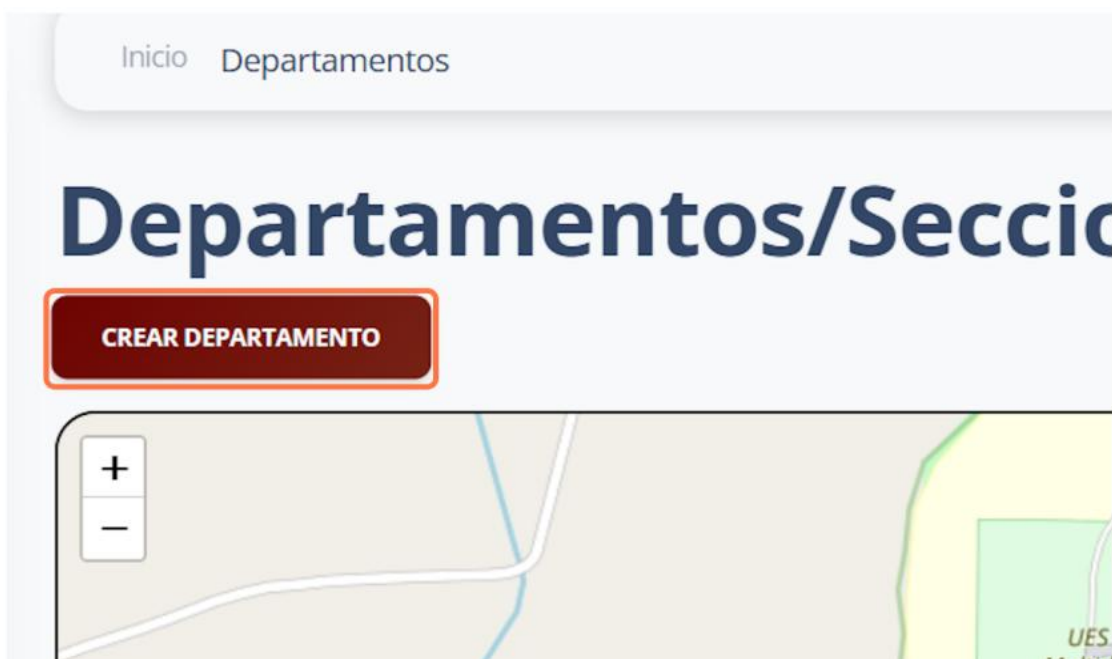 Inicio Departamentos
Departamentos/Seccio
CREAR DEPARTAMENTO
+
−
UES